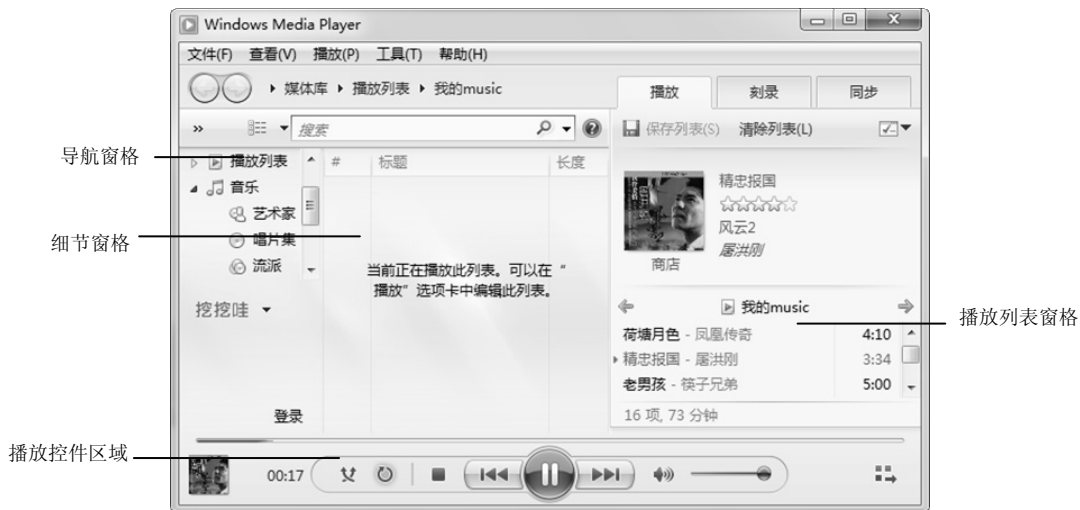 Windows Media Player
文件(F) 查看(V) 播放(P) 工具(T) 帮助(H)
媒体库 播放列表 我的music
播放 刻录 同步
» 搜索
保存列表(S) 清除列表(L)
导航窗格
播放列表
# 标题 长度
音乐
艺术家
唱片集
流派
细节窗格
当前正在播放此列表。可以在“
播放”选项卡中编辑此列表。
挖挖哇
登录
精忠报国
风云2
屠洪刚
商店
我的music
荷塘月色 - 凤凰传奇 4:10
精忠报国 - 屠洪刚 3:34
老男孩 - 筷子兄弟 5:00
16 项, 73 分钟
播放列表窗格
播放控件区域
00:17